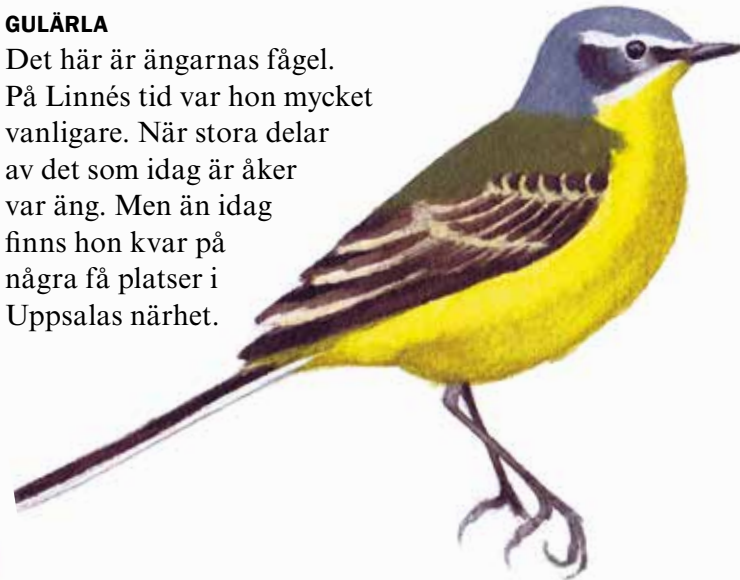 GULÄRLA
Det här är ängarnas fågel.
På Linnés tid var hon mycket
vanligare. När stora delar
av det som idag är åker
var äng. Men än idag
finns hon kvar på
några få platser i
Uppsalas närhet.